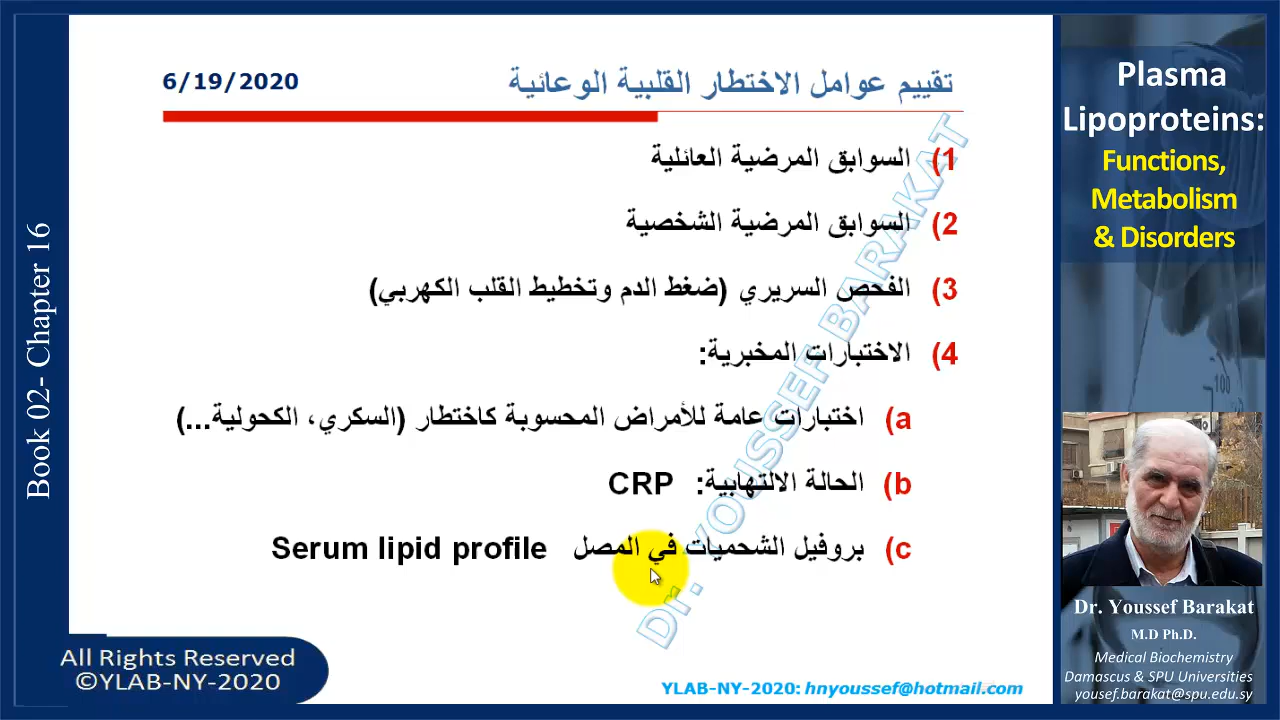 6/19/2020
تقييم عوامل الاختطار القلبية الوعائية
1) السوابق المرضية العائلية
2) السوابق المرضية الشخصية
3) الفحص السريري (ضغط الدم وتخطيط القلب الكهربي)
4) الاختبارات المخبرية:
a) اختبارات عامة للأمراض المحسوبة كاختطار (السكري، الكحولية...)
b) الحالة الالتهابية: CRP
c) بروفيل الشحميات في المصل Serum lipid profile
Dr. YOUSSEF BARAKAT
All Rights Reserved
©YLAB-NY-2020
YLAB-NY-2020: hnyoussef@hotmail.com
Book 02- Chapter 16
Plasma
Lipoproteins:
Functions,
Metabolism
& Disorders
100
Dr. Youssef Barakat
M.D Ph.D.
Medical Biochemistry
Damascus & SPU Universities
yousef.barakat@spu.edu.sy